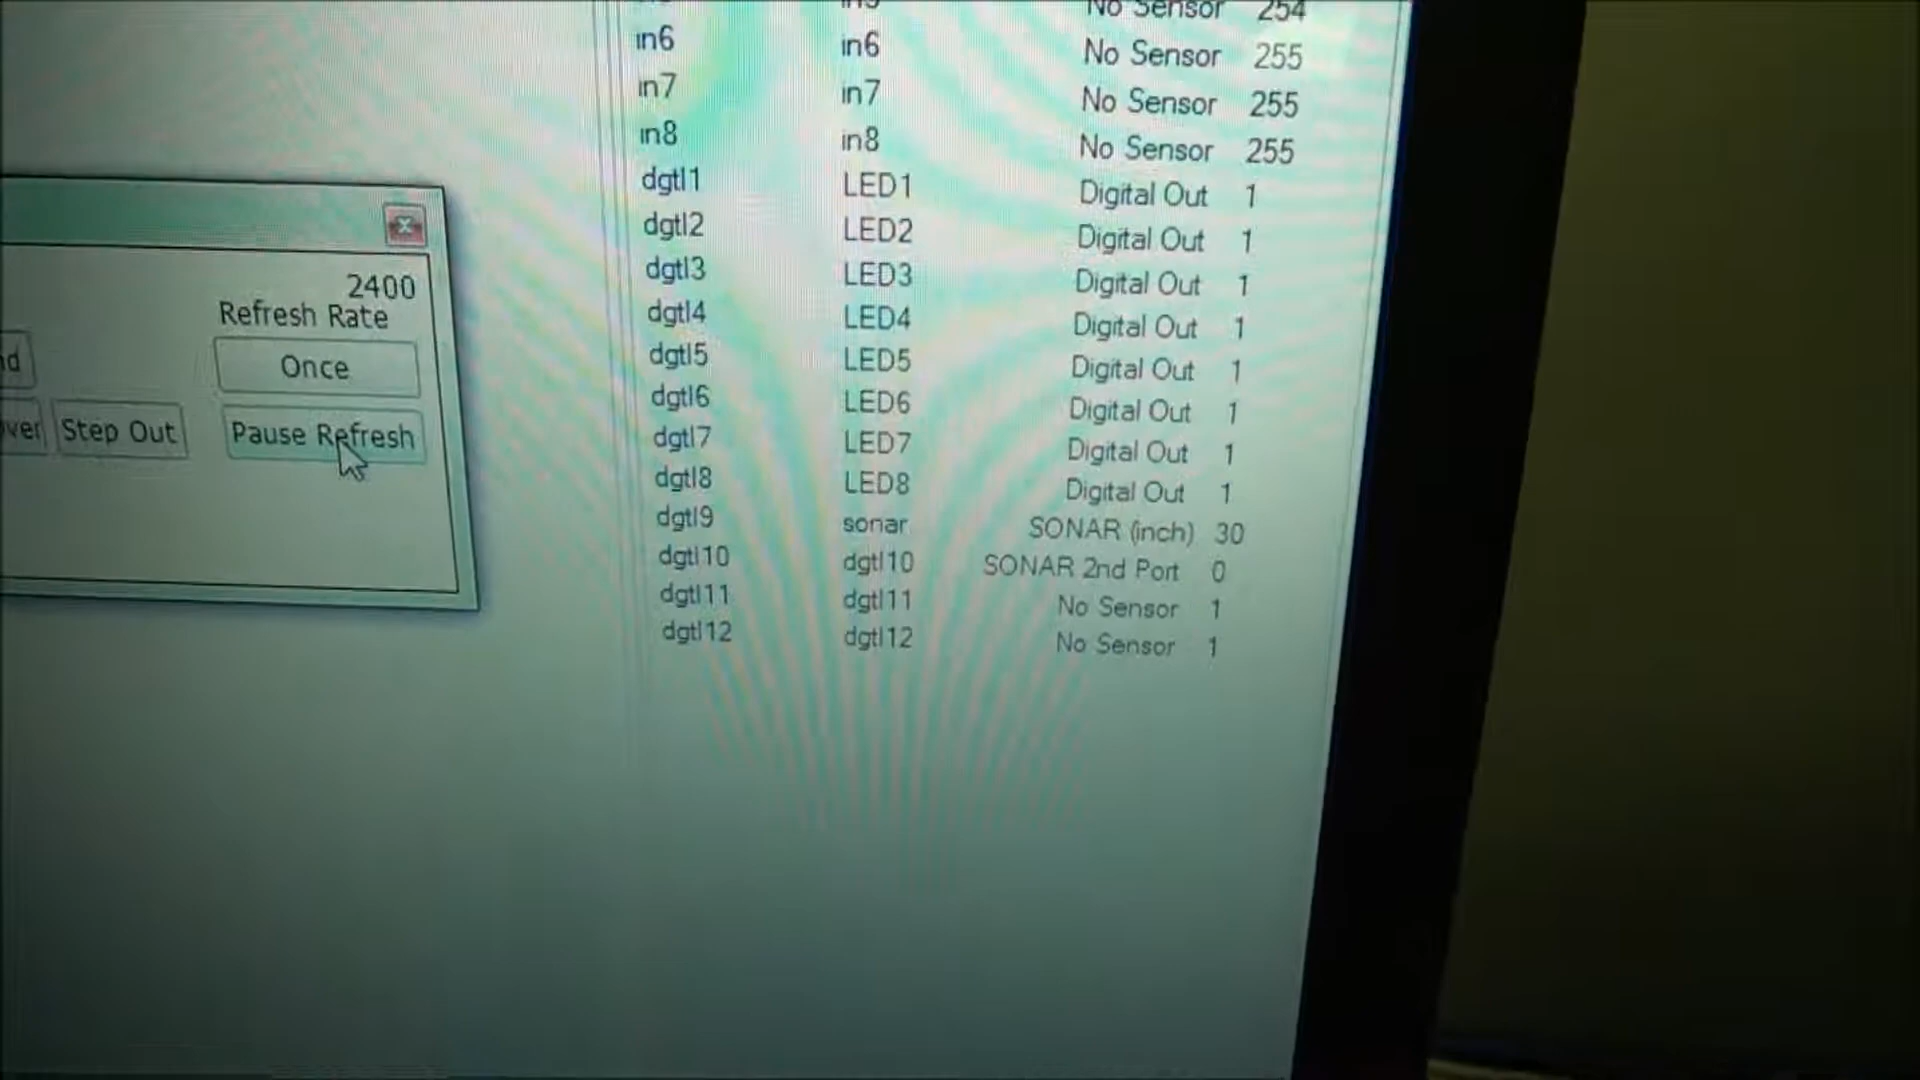 No Sensor 254
in6 in6 No Sensor 255
in7 in7 No Sensor 255
in8 in8 No Sensor 255
dgtl1 LED1 Digital Out 1
dgtl2 LED2 Digital Out 1
dgtl3 LED3 Digital Out 1
dgtl4 LED4 Digital Out 1
dgtl5 LED5 Digital Out 1
dgtl6 LED6 Digital Out 1
dgtl7 LED7 Digital Out 1
dgtl8 LED8 Digital Out 1
dgtl9 sonar SONAR (inch) 30
dgtl10 dgtl10 SONAR 2nd Port 0
dgtl11 dgtl11 No Sensor 1
dgtl12 dgtl12 No Sensor 1
2400
Refresh Rate
Once
Step Out
Pause Refresh